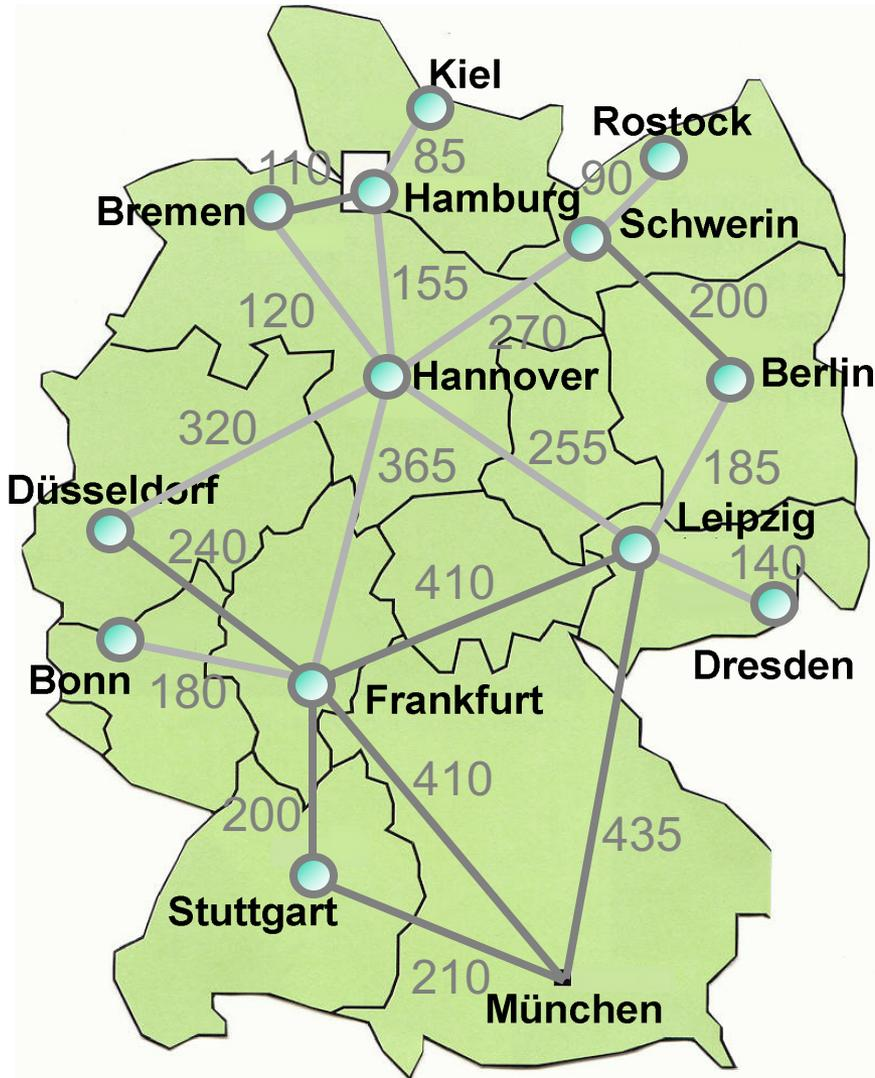 Kiel
Rostock
110
85
90
Bremen
Hamburg
Schwerin
155
200
120
270
Hannover
Berlin
320
255
365
185
Düsseldorf
Leipzig
240
140
410
Bonn
180
Dresden
Frankfurt
410
200
435
Stuttgart
210
München